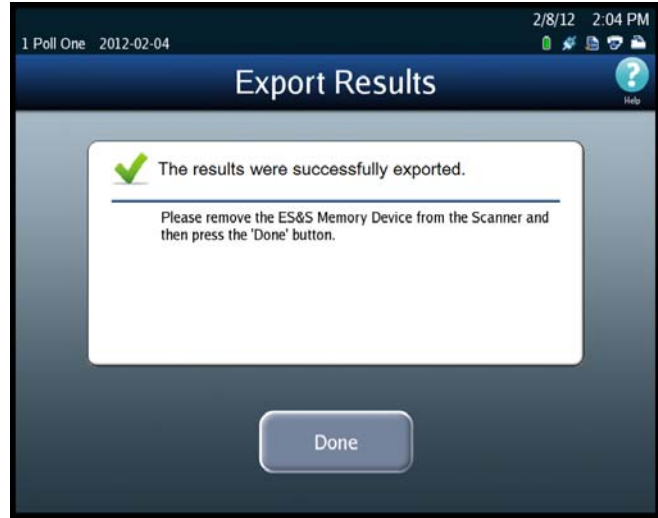 2/8/12 2:04 PM
1 Poll One 2012-02-04
Export Results
Help
The results were successfully exported.
Please remove the ES&S Memory Device from the Scanner and
then press the 'Done' button.
Done